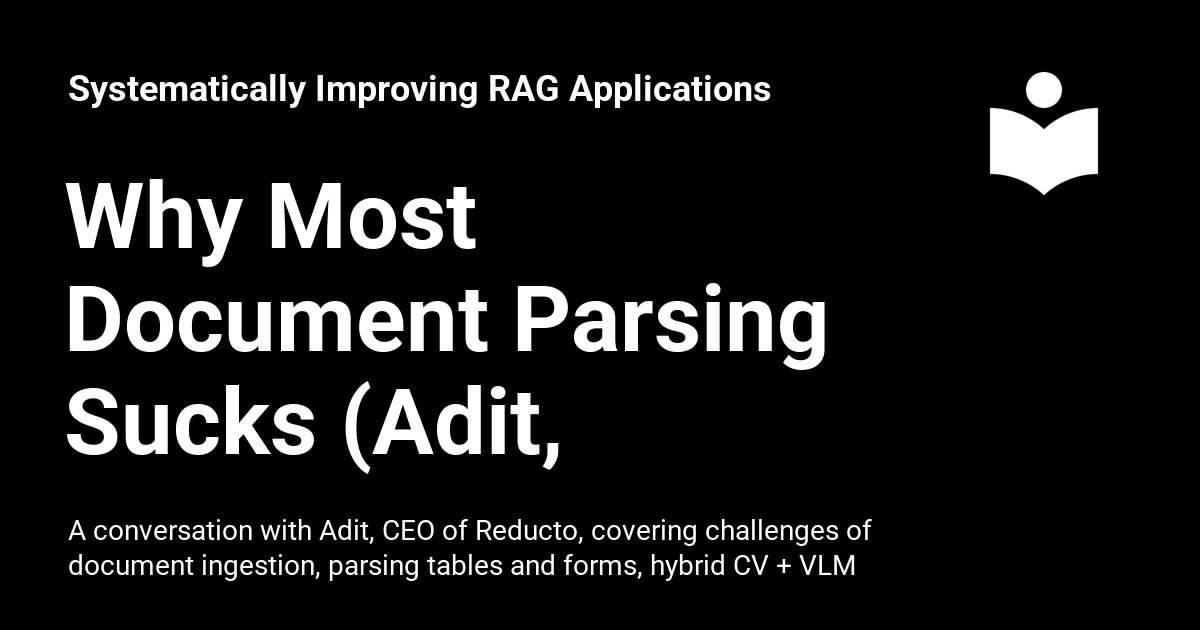 Systematically Improving RAG Applications
Why Most
Document Parsing
Sucks (Adit,
A conversation with Adit, CEO of Reducto, covering challenges of
document ingestion, parsing tables and forms, hybrid CV + VLM